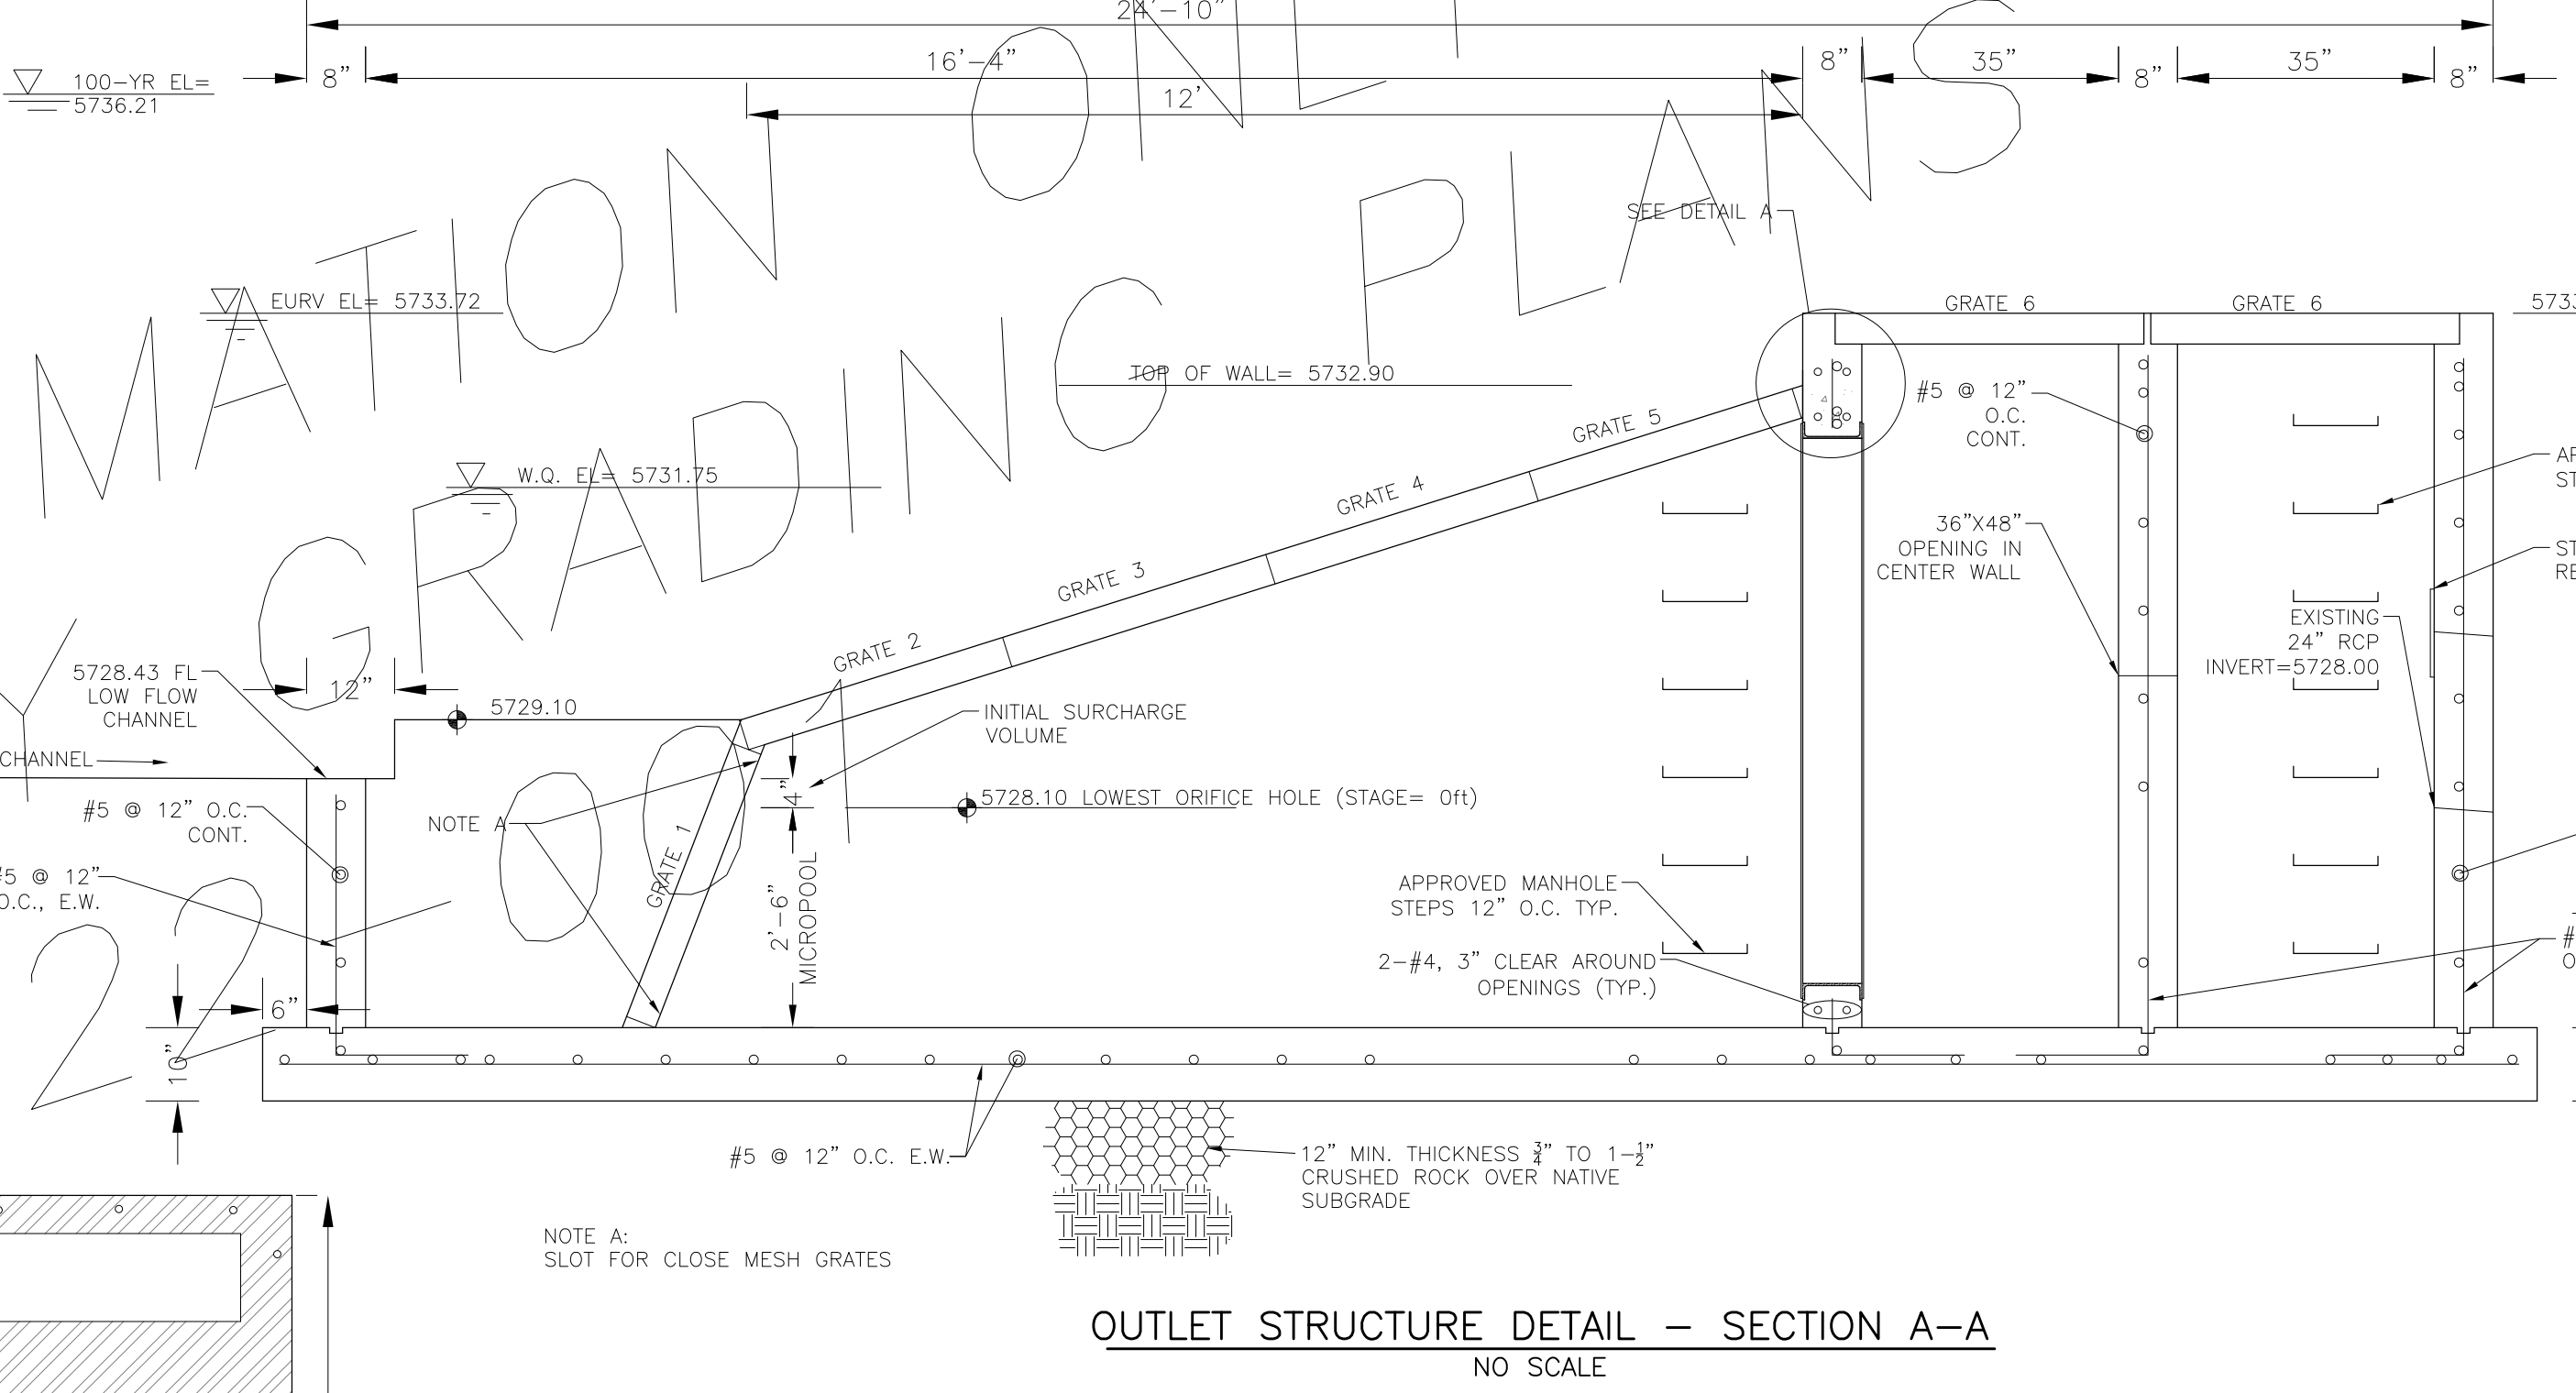 24'-10"
8"
16'-4"
8"
35"
8"
35"
8"
12'
100-YR EL=
5736.21
MATION ONLY
GRADING PLANS
SEE DETAIL A
EURV EL= 5733.72
GRATE 6
GRATE 6
TOP OF WALL= 5732.90
#5 @ 12"
O.C.
CONT.
W.Q. EL= 5731.75
GRATE 5
GRATE 4
GRATE 3
GRATE 2
GRATE 1
36"X48"
OPENING IN
CENTER WALL
EXISTING
24" RCP
INVERT=5728.00
5728.43 FL
LOW FLOW
CHANNEL
12"
5729.10
INITIAL SURCHARGE
VOLUME
CHANNEL
4"
5728.10 LOWEST ORIFICE HOLE (STAGE= 0ft)
#5 @ 12" O.C.
CONT.
NOTE A
#5 @ 12"
O.C., E.W.
2'-6"
MICROPOOL
APPROVED MANHOLE
STEPS 12" O.C. TYP.
2-#4, 3" CLEAR AROUND
OPENINGS (TYP.)
6"
10"
#5 @ 12" O.C. E.W.
12" MIN. THICKNESS 3/4" TO 1-1/2"
CRUSHED ROCK OVER NATIVE
SUBGRADE
NOTE A:
SLOT FOR CLOSE MESH GRATES
OUTLET STRUCTURE DETAIL - SECTION A-A
NO SCALE